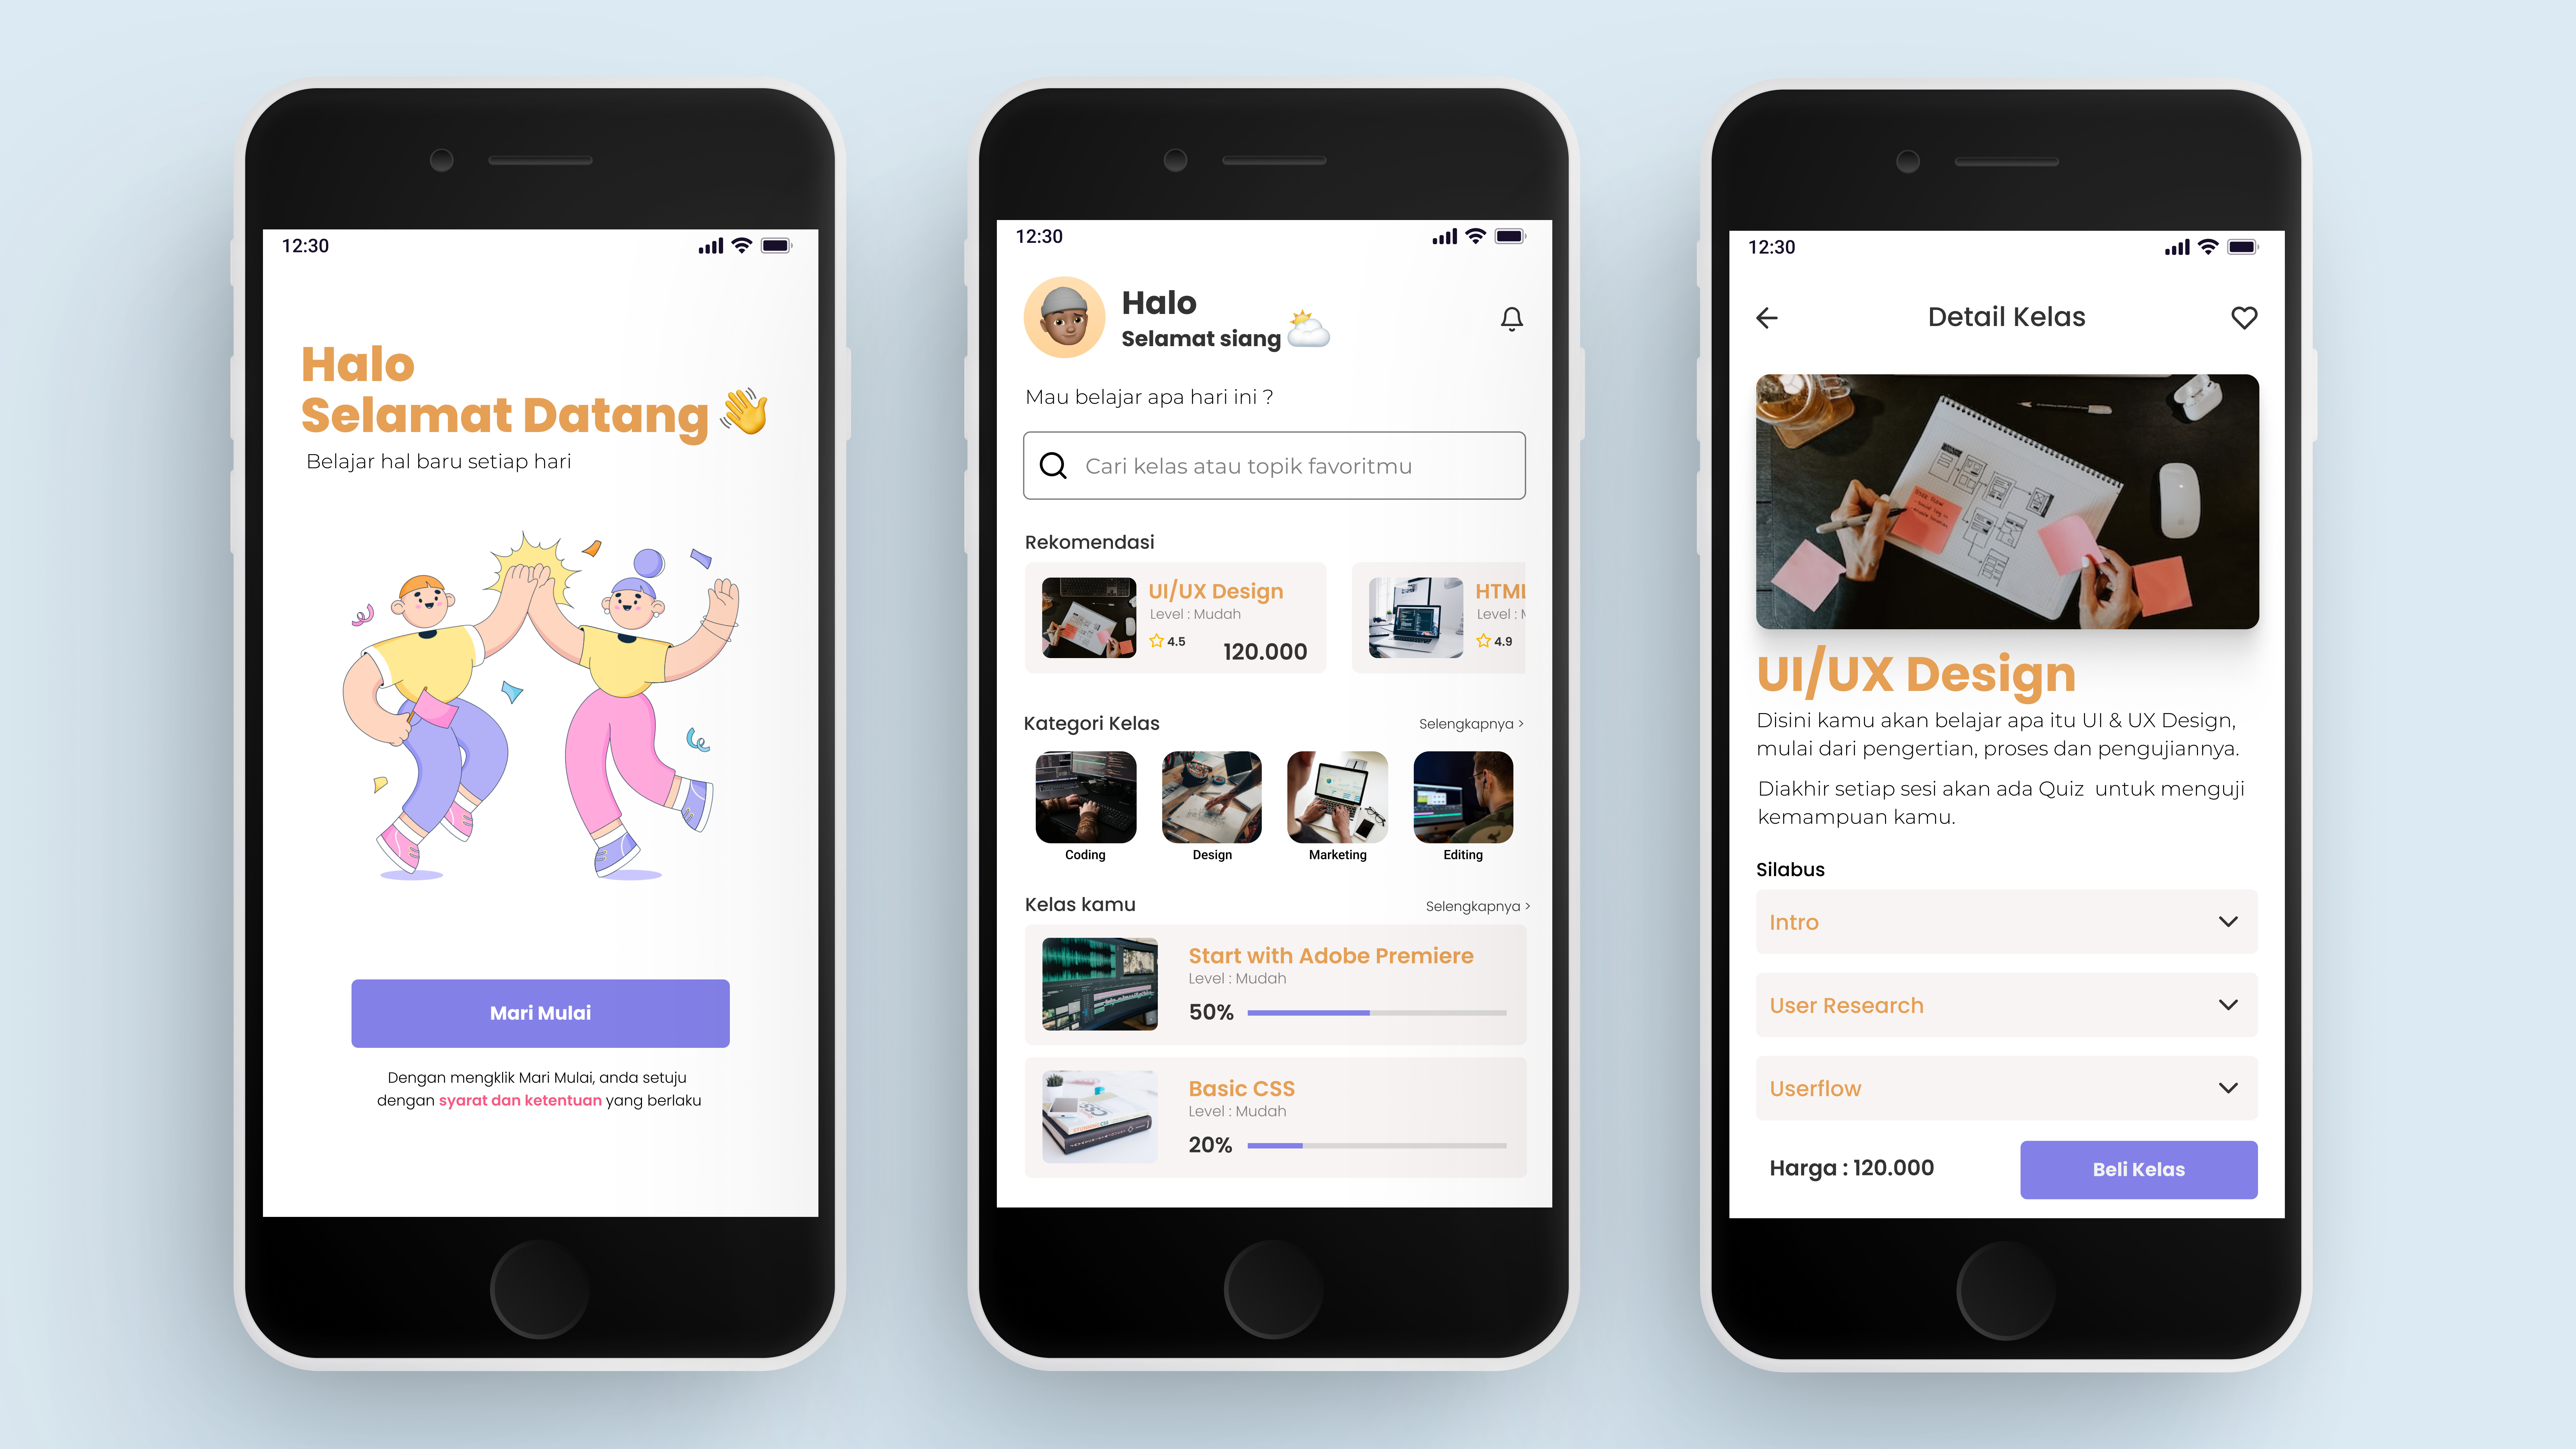 12:30
Halo
Selamat Datang
Belajar hal baru setiap hari
Mari Mulai
Dengan mengklik Mari Mulai, anda setuju
dengan syarat dan ketentuan yang berlaku
12:30
Halo
Selamat siang
Mau belajar apa hari ini ?
Cari kelas atau topik favoritmu
Rekomendasi
UI/UX Design
Level : Mudah
4.5
120.000
HTML
Level : M
4.9
Kategori Kelas
Selengkapnya >
Coding
Design
Marketing
Editing
Kelas kamu
Selengkapnya >
Start with Adobe Premiere
Level : Mudah
50%
Basic CSS
Level : Mudah
20%
12:30
Detail Kelas
UI/UX Design
Disini kamu akan belajar apa itu UI & UX Design,
mulai dari pengertian, proses dan pengujiannya.
Diakhir setiap sesi akan ada Quiz  untuk menguji
kemampuan kamu.
Silabus
Intro
User Research
Userflow
Harga : 120.000
Beli Kelas